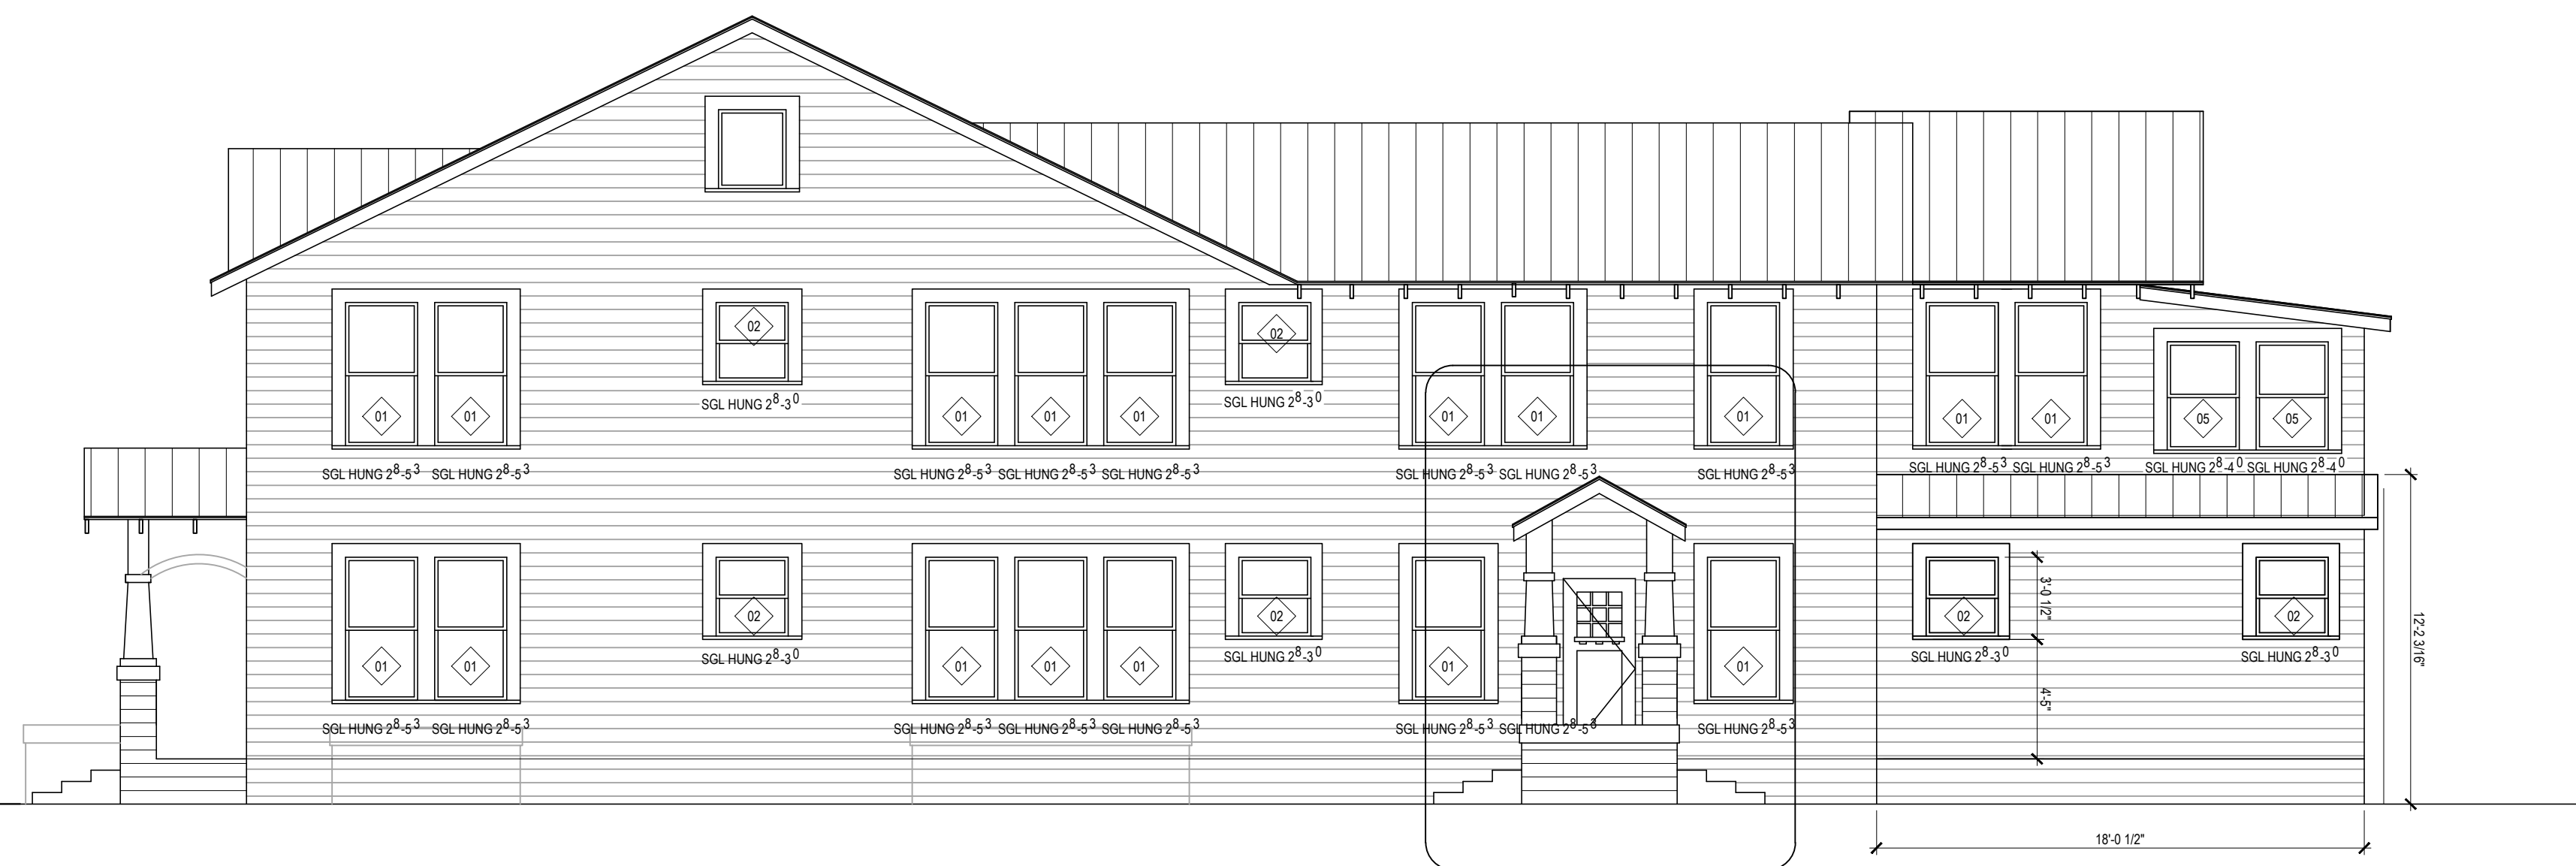 02
02
01 01 01 01 01 01 01 01 01 01 05 05
SGL HUNG 2⁸-3⁰ SGL HUNG 2⁸-3⁰
SGL HUNG 2⁸-5³ SGL HUNG 2⁸-5³ SGL HUNG 2⁸-5³ SGL HUNG 2⁸-5³ SGL HUNG 2⁸-5³ SGL HUNG 2⁸-5³ SGL HUNG 2⁸-5³ SGL HUNG 2⁸-5³ SGL HUNG 2⁸-5³ SGL HUNG 2⁸-5³ SGL HUNG 2⁸-4⁰ SGL HUNG 2⁸-4⁰
3'-0 1/2"
02 02 02 02
12'-2 3/16"
SGL HUNG 2⁸-3⁰ SGL HUNG 2⁸-3⁰ SGL HUNG 2⁸-3⁰ SGL HUNG 2⁸-3⁰
01 01 01 01 01 01 01
4'-5"
SGL HUNG 2⁸-5³ SGL HUNG 2⁸-5³ SGL HUNG 2⁸-5³ SGL HUNG 2⁸-5³ SGL HUNG 2⁸-5³ SGL HUNG 2⁸-5³ SGL HUNG 2⁸-5³ SGL HUNG 2⁸-5³
18'-0 1/2"